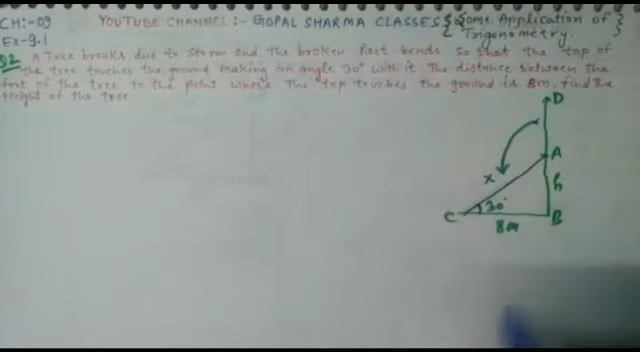 CH:-09 YOUTUBE CHANNEL:- GOPAL SHARMA CLASSES {Some Application of Trigonometry.}
Ex-9.1
Q2 A Tree breaks due to storm and the broken Part bends so that the top of
the tree touches the ground making an angle 30° with it. The distance between the
foot of the tree to the point where the top touches the ground is 8m, find the
Height of the tree
D
A
x
h
30°
C
B
8m